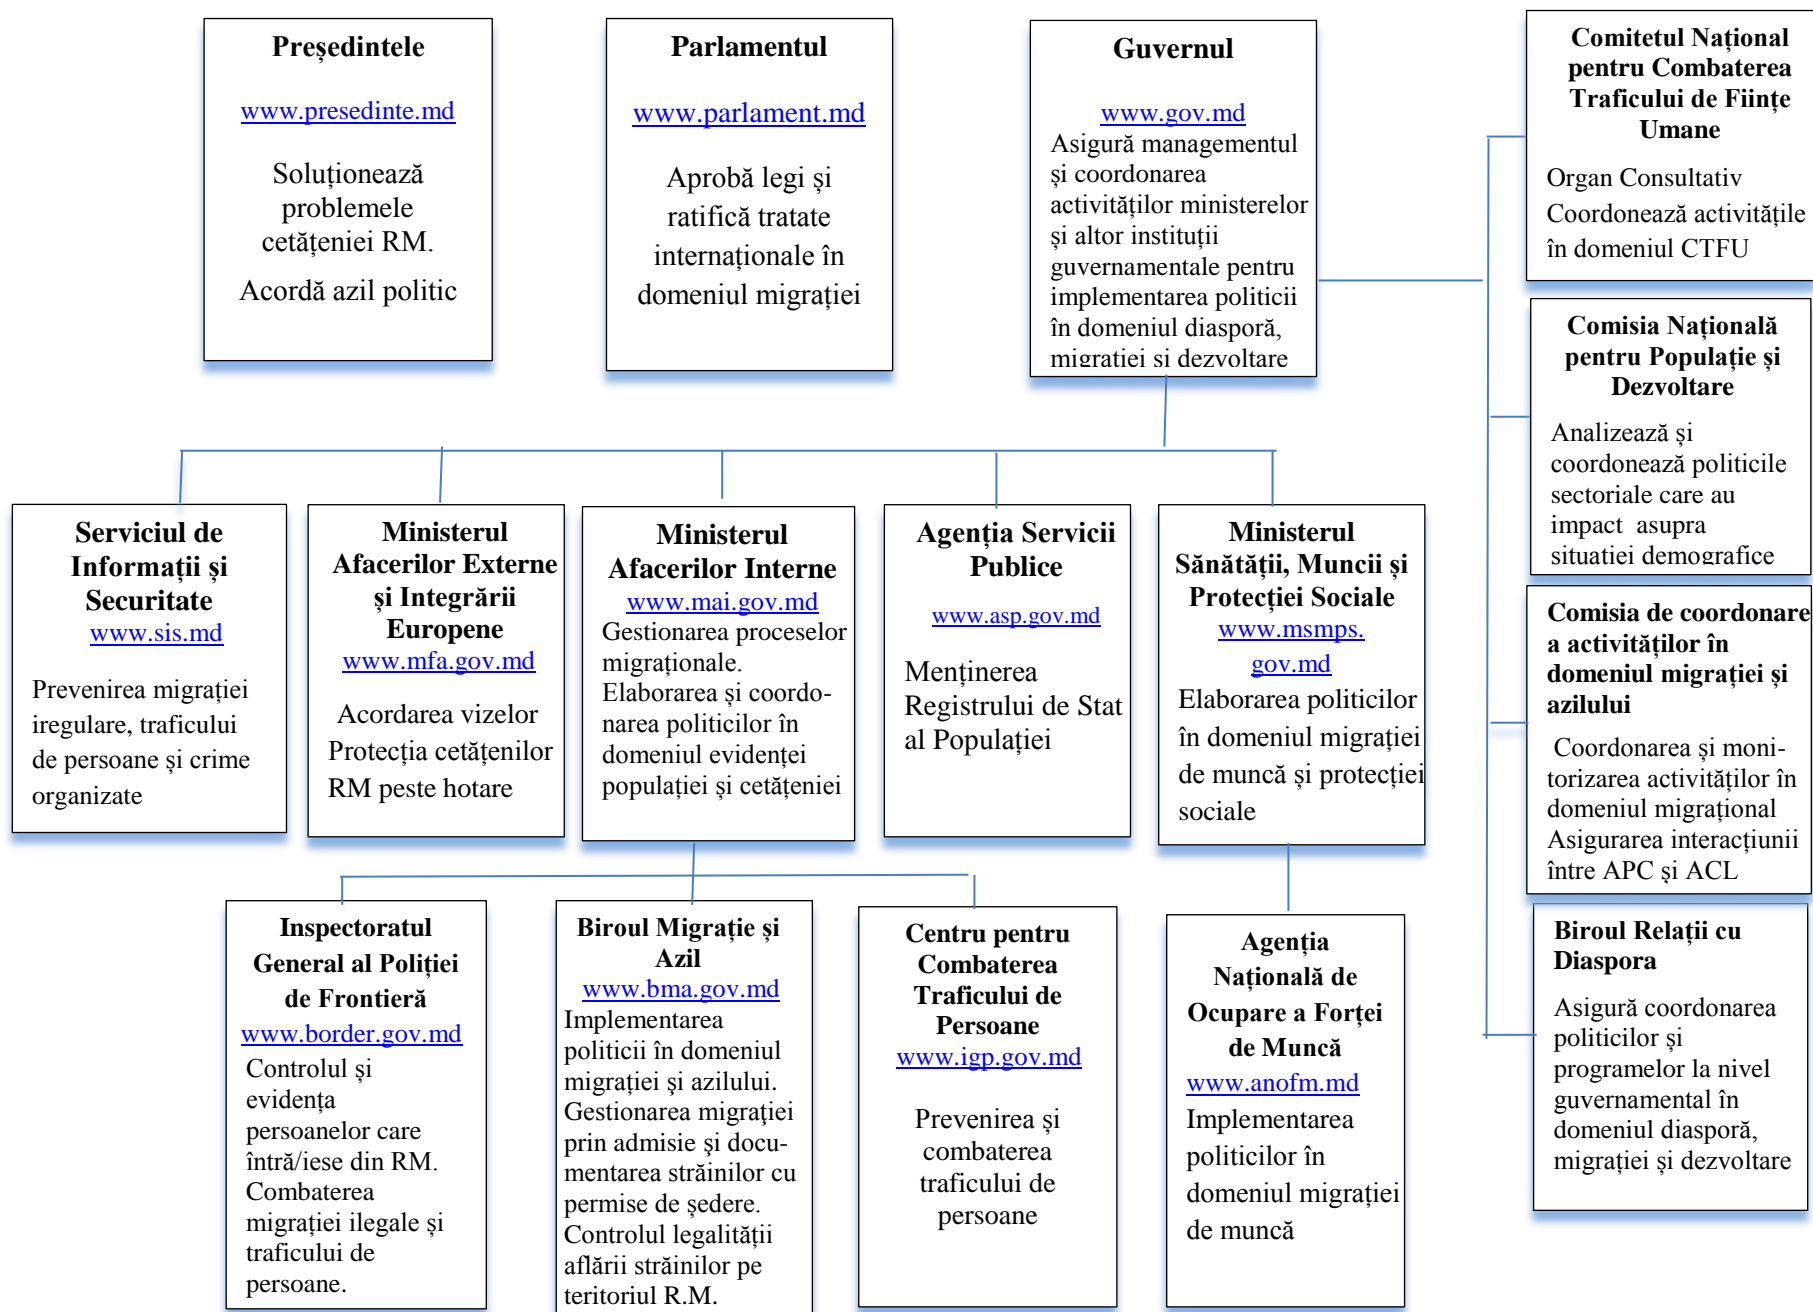 Președintele
www.presedinte.md
Soluționează
problemele
cetățeniei RM.
Acordă azil politic
Parlamentul
www.parlament.md
Aprobă legi și
ratifică tratate
internaționale în
domeniul migrației
Guvernul
www.gov.md
Asigură managementul
și coordonarea
activităților ministerelor
și altor instituții
guvernamentale pentru
implementarea politicii
în domeniul diasporă,
migrației și dezvoltare
Comitetul Național
pentru Combaterea
Traficului de Ființe
Umane
Organ Consultativ
Coordonează activitățile
în domeniul CTFU
Comisia Națională
pentru Populație și
Dezvoltare
Analizează și
coordonează politicile
sectoriale care au
impact asupra
situației demografice
Comisia de coordonare
a activităților în
domeniul migrației și
azilului
Coordonarea și moni-
torizarea activităților în
domeniul migrațional
Asigurarea interacțiunii
între APC și ACL
Biroul Relații cu
Diaspora
Asigură coordonarea
politicilor și
programelor la nivel
guvernamental în
domeniul diasporă,
migrației și dezvoltare
Serviciul de
Informații și
Securitate
www.sis.md
Prevenirea migrației
iregulare, traficului
de persoane și crime
organizate
Ministerul
Afacerilor Externe
și Integrării
Europene
www.mfa.gov.md
Acordarea vizelor
Protecția cetățenilor
RM peste hotare
Ministerul
Afacerilor Interne
www.mai.gov.md
Gestionarea proceselor
migraționale.
Elaborarea și coordo-
narea politicilor în
domeniul evidenței
populației și cetățeniei
Agenția Servicii
Publice
www.asp.gov.md
Menținerea
Registrului de Stat
al Populației
Ministerul
Sănătății, Muncii și
Protecției Sociale
www.msmps.
gov.md
Elaborarea politicilor
în domeniul migrației
de muncă și protecției
sociale
Inspectoratul
General al Poliției
de Frontieră
www.border.gov.md
Controlul și
evidența
persoanelor care
întră/iese din RM.
Combaterea
migrației ilegale și
traficului de
persoane.
Biroul Migrație și
Azil
www.bma.gov.md
Implementarea
politicii în domeniul
migrației şi azilului.
Gestionarea migraţiei
prin admisie şi docu-
mentarea străinilor cu
permise de şedere.
Controlul legalității
aflării străinilor pe
teritoriul R.M.
Centru pentru
Combaterea
Traficului de
Persoane
www.igp.gov.md
Prevenirea și
combaterea
traficului de
persoane
Agenția
Națională de
Ocupare a Forței
de Muncă
www.anofm.md
Implementarea
politicilor în
domeniul migrației
de muncă